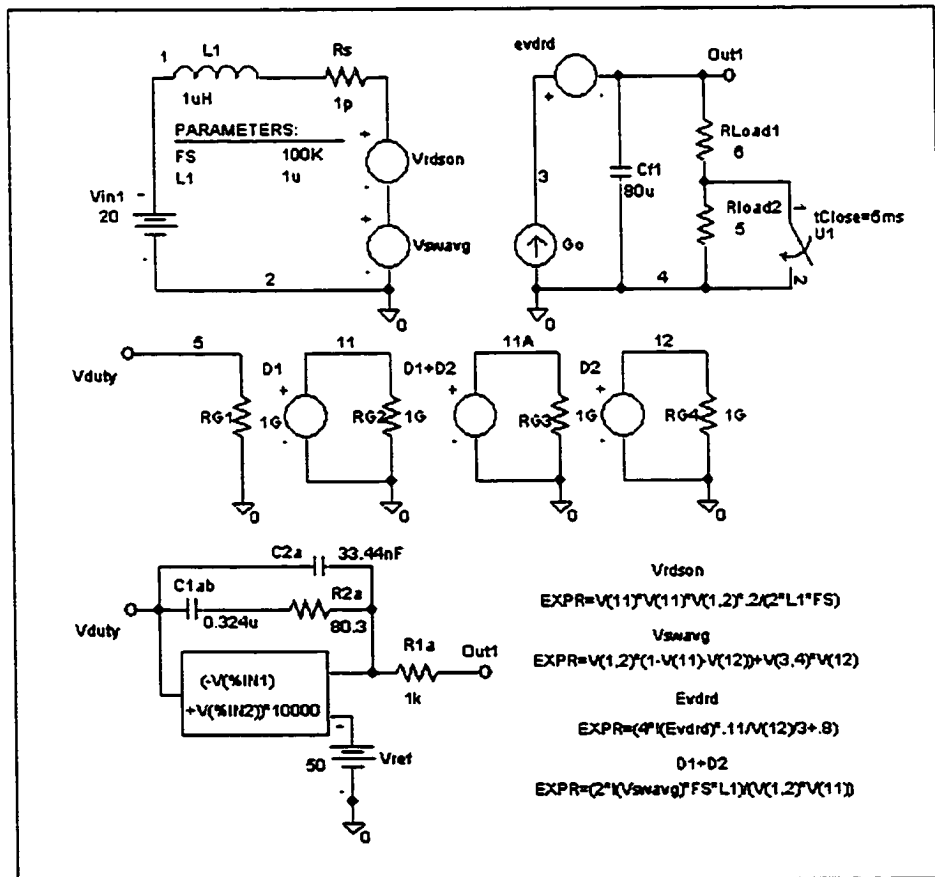 1
L1
Rs
1uH
1p
PARAMETERS:
FS 100K
L1 1u
Vin1
20
-
+
Vrdson
-
+
Vswavg
-
2
0
evdrd
+
-
Out1
3
Cf1
80u
RLoad1
6
Rload2
5
1
tClose=6ms
U1
2
Go
4
0
5
Vduty
RG1
1G
0
D1
+
-
11
RG2
1G
0
D1+D2
+
-
11A
RG3
1G
0
D2
+
-
12
RG4
1G
0
C2a
33.44nF
C1ab
0.324u
R2a
80.3
Vduty
R1a
1k
Out1
(-V(%IN1)
+V(%IN2))*10000
50
Vref
0
Vrdson
EXPR=V(11)*V(11)*V(1,2)*.2/(2*L1*FS)
Vswavg
EXPR=V(1,2)*(1-V(11)-V(12))+V(3,4)*V(12)
Evdrd
EXPR=(4*I(Evdrd)*.11/V(12)/3+.8)
D1+D2
EXPR=(2*I(Vswavg)*FS*L1)/(V(1,2)*V(11))